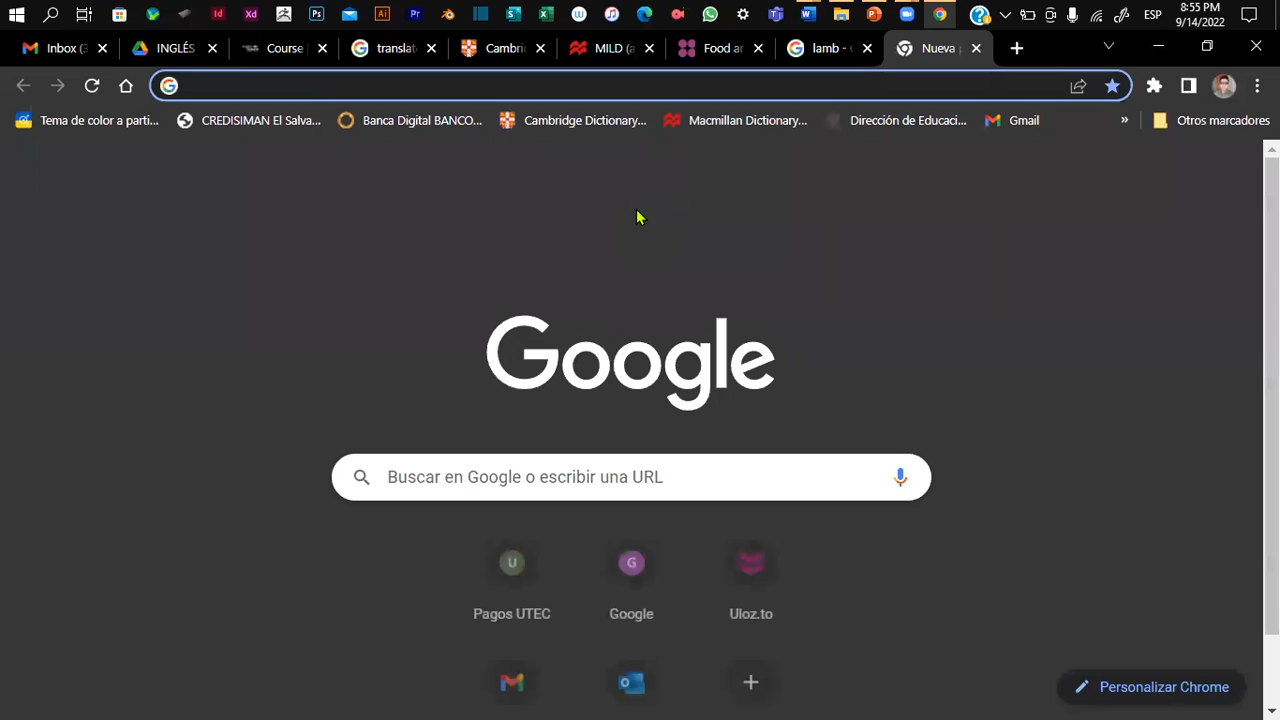 8:55 PM
ESP
9/14/2022
Inbox (3
INGLÉS
Course
translat
Cambri
MILD (a
Food ar
lamb - 
Nueva
Tema de color a parti...
CREDISIMAN El Salva...
Banca Digital BANCO...
Cambridge Dictionary...
Macmillan Dictionary...
Dirección de Educaci...
Gmail
»
Otros marcadores
Google
Buscar en Google o escribir una URL
U
G
Pagos UTEC
Google
Uloz.to
Personalizar Chrome